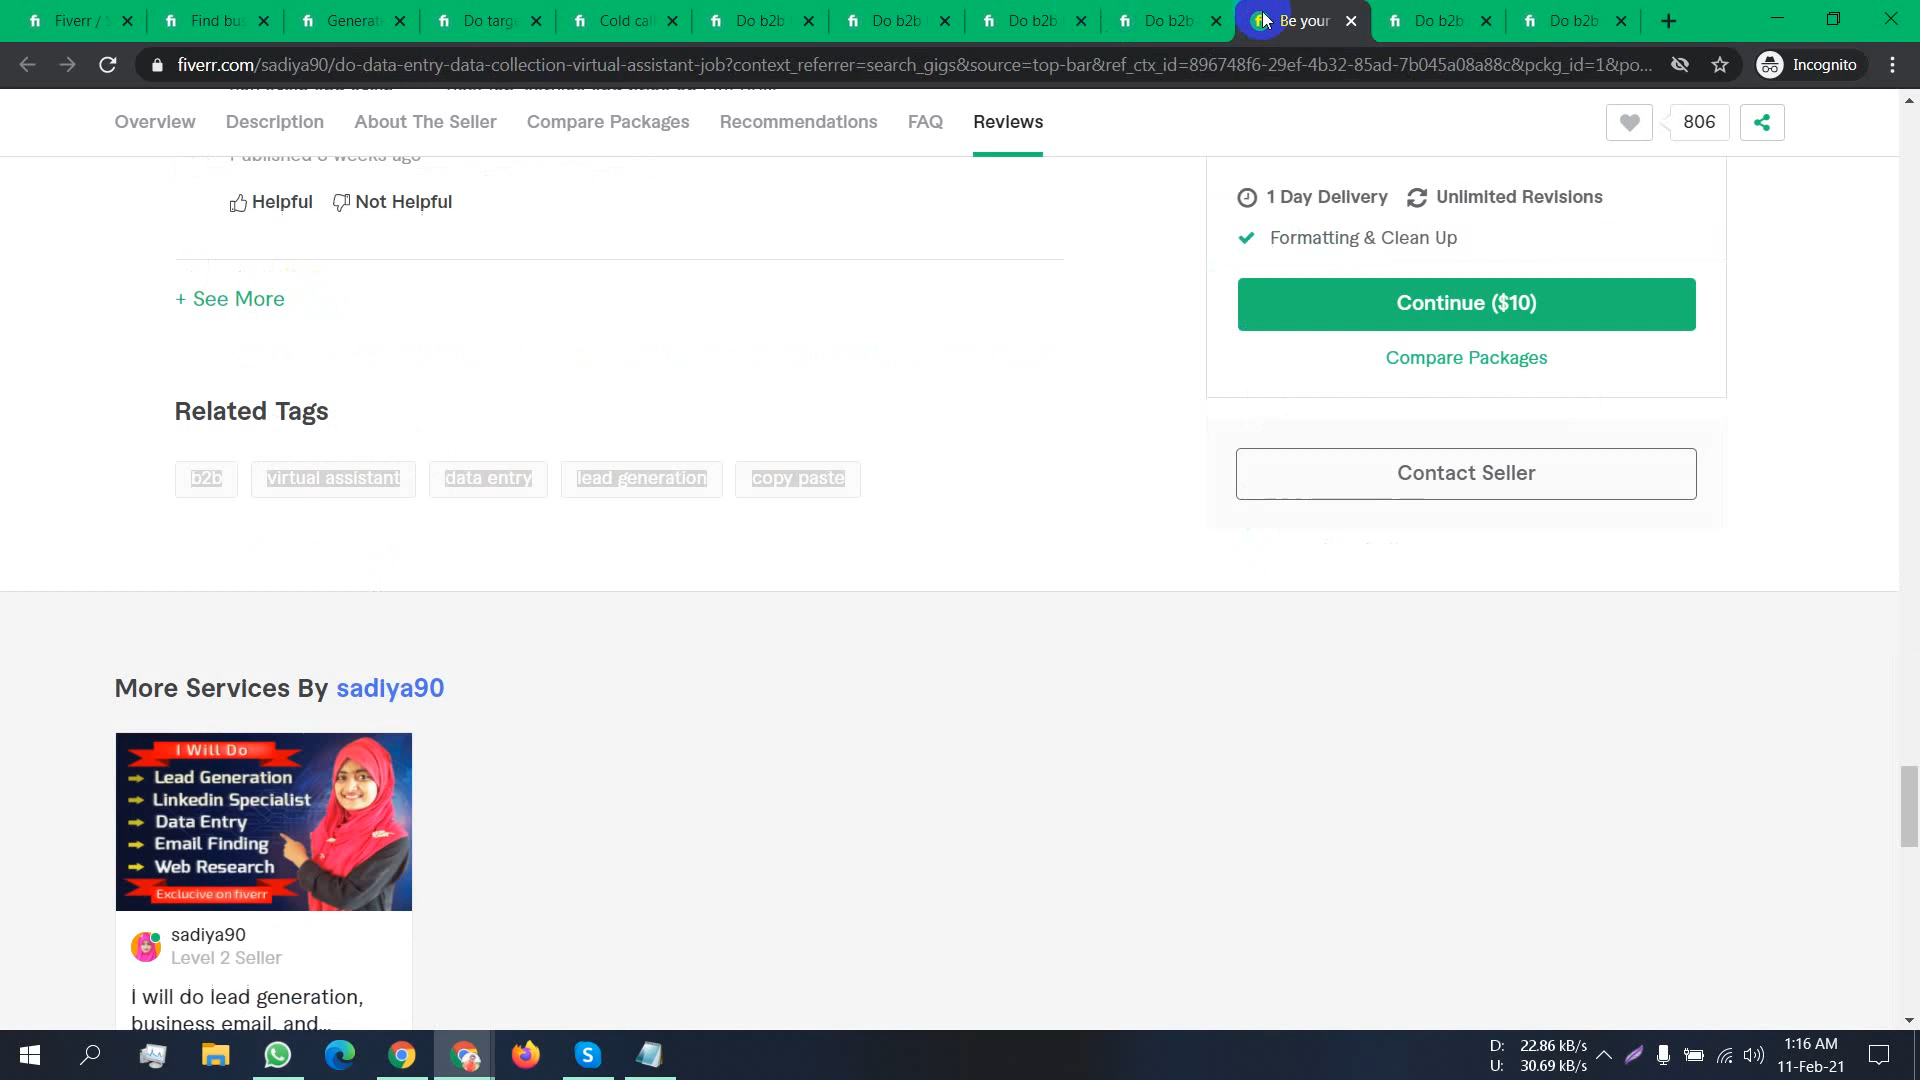 Fiverr /
Find bu
Generat
Do targ
Cold cal
Do b2b
Do b2b
Do b2b
Do b2b
Be your
Do b2b
Do b2b
fiverr.com/sadiya90/do-data-entry-data-collection-virtual-assistant-job?context_referrer=search_gigs&source=top-bar&ref_ctx_id=896748f6-29ef-4b32-85ad-7b045a08a88c&pckg_id=1&po...
Incognito
Overview
Description
About The Seller
Compare Packages
Recommendations
FAQ
Reviews
806
Published 3 weeks ago
Helpful
Not Helpful
+ See More
1 Day Delivery
Unlimited Revisions
Formatting & Clean Up
Continue ($10)
Compare Packages
Contact Seller
Related Tags
b2b
virtual assistant
data entry
lead generation
copy paste
More Services By sadiya90
I Will Do
Lead Generation
Linkedin Specialist
Data Entry
Email Finding
Web Research
Exclucive on fiverr
sadiya90
Level 2 Seller
I will do lead generation,
business email, and...
D: 22.86 kB/s
U: 30.69 kB/s
1:16 AM
11-Feb-21